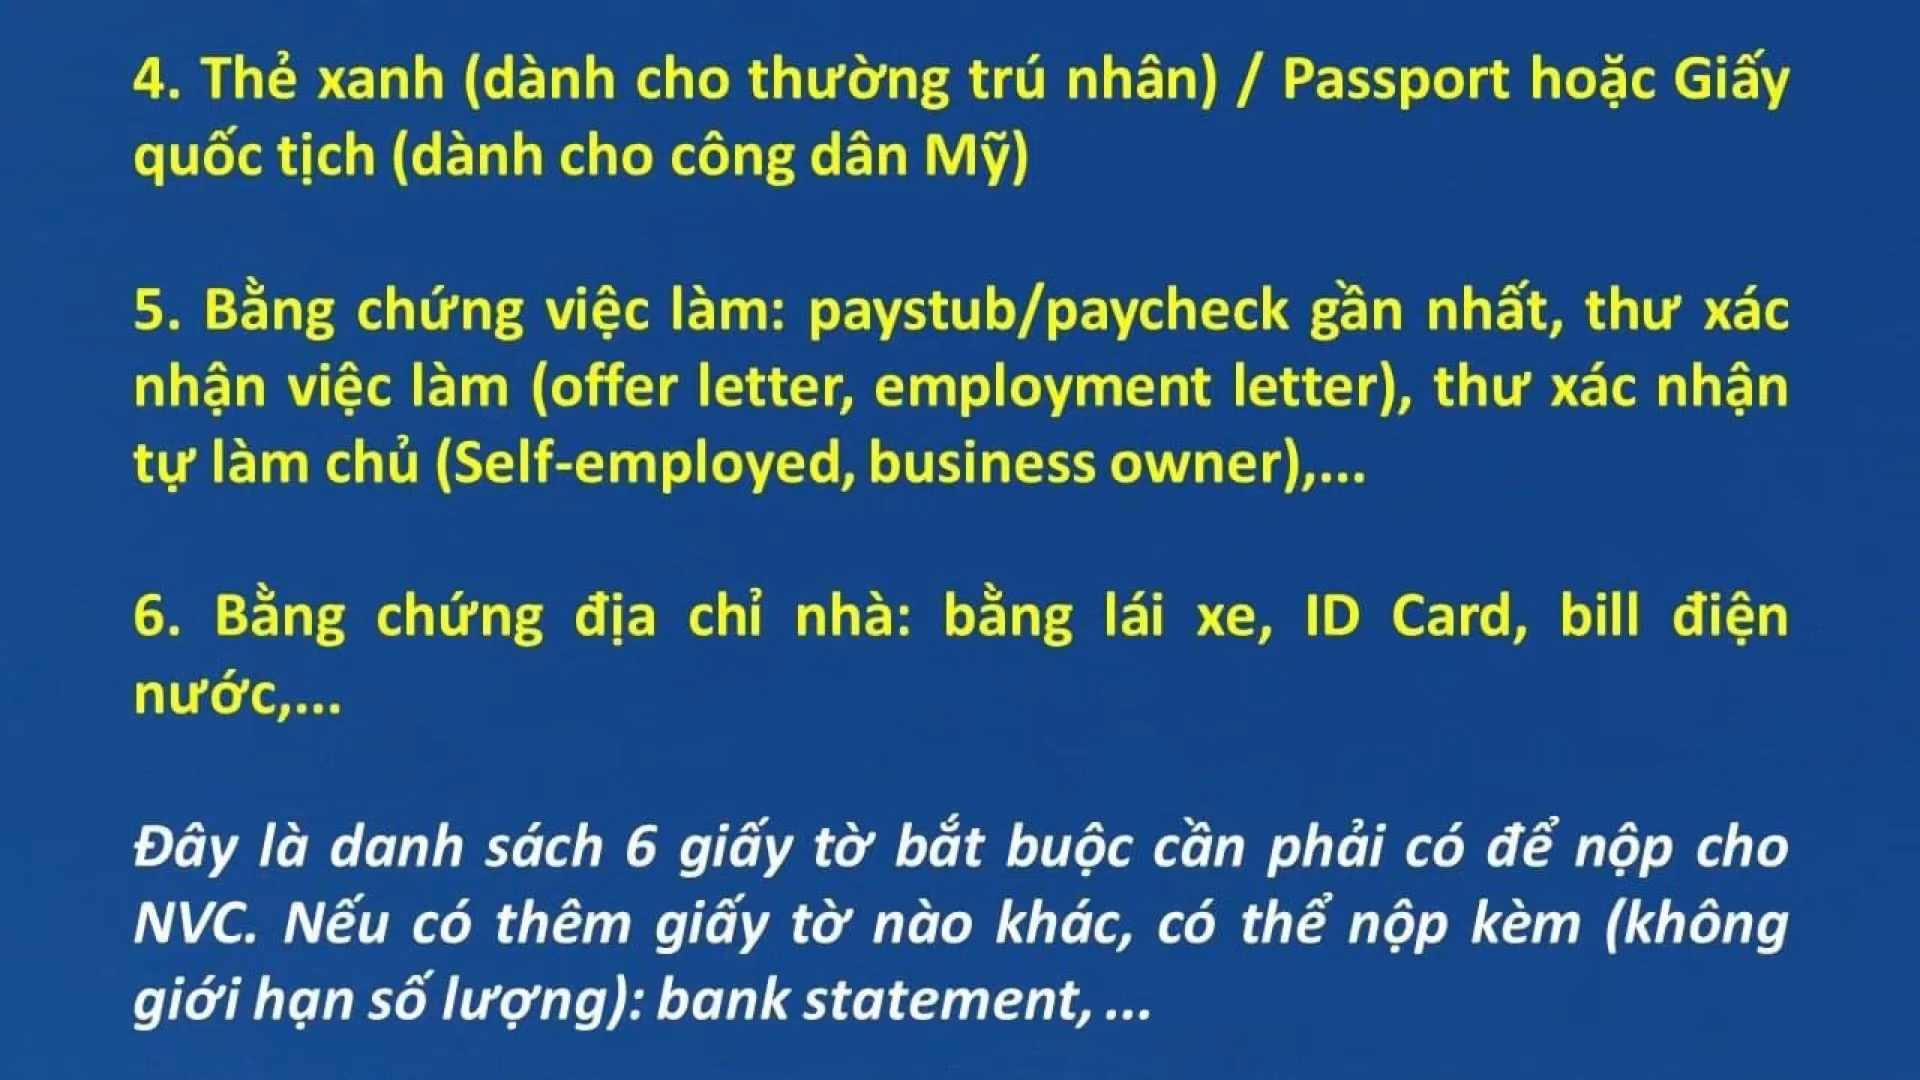 4. Thẻ xanh (dành cho thường trú nhân) / Passport hoặc Giấy
quốc tịch (dành cho công dân Mỹ)
5. Bằng chứng việc làm: paystub/paycheck gần nhất, thư xác
nhận việc làm (offer letter, employment letter), thư xác nhận
tự làm chủ (Self-employed, business owner),...
6. Bằng chứng địa chỉ nhà: bằng lái xe, ID Card, bill điện
nước,...
Đây là danh sách 6 giấy tờ bắt buộc cần phải có để nộp cho
NVC. Nếu có thêm giấy tờ nào khác, có thể nộp kèm (không
giới hạn số lượng): bank statement, ...